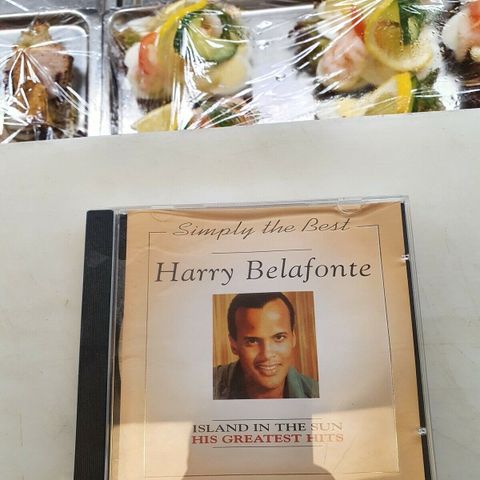 Simply the Best
Harry Belafonte
ISLAND IN THE SUN
HIS GREATEST HITS